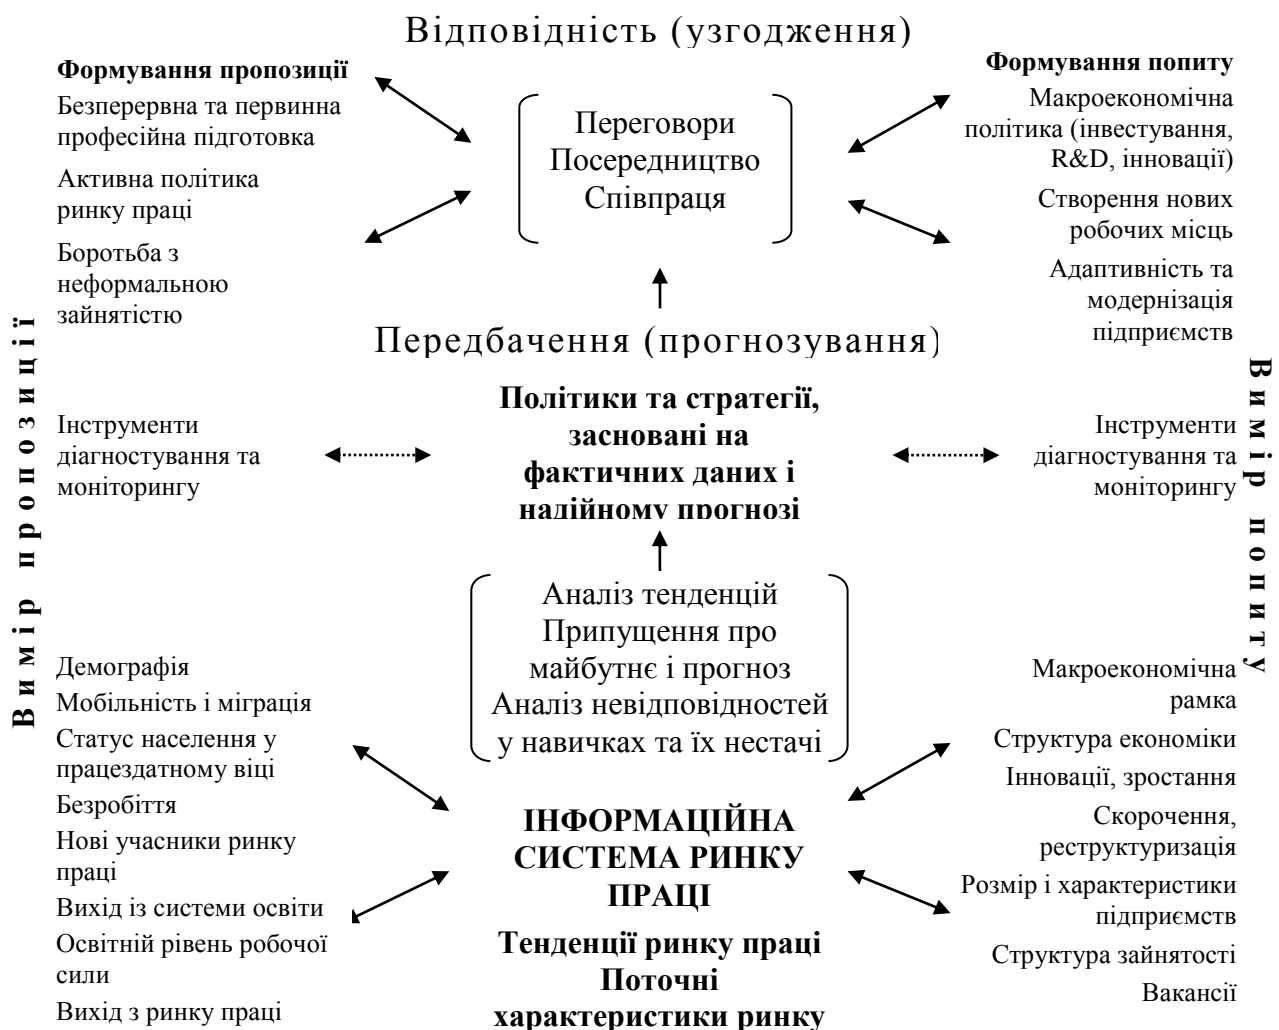 Відповідність (узгодження)
Формування пропозиції
Безперервна та первинна
професійна підготовка
Активна політика
ринку праці
Боротьба з
неформальною
зайнятістю
Переговори
Посередництво
Співпраця
Формування попиту
Макроекономічна
політика (інвестування,
R&D, інновації)
Створення нових
робочих місць
Адаптивність та
модернізація
підприємств
Передбачення (прогнозування)
Вимір пропозиції
Інструменти
діагностування та
моніторингу
Політики та стратегії,
засновані на
фактичних даних і
надійному прогнозі
Інструменти
діагностування та
моніторингу
Вимір попиту
Аналіз тенденцій
Припущення про
майбутнє і прогноз
Аналіз невідповідностей
у навичках та їх нестачі
Демографія
Мобільність і міграція
Статус населення у
працездатному віці
Безробіття
Нові учасники ринку
праці
Вихід із системи освіти
Освітній рівень робочої
сили
Вихід з ринку праці
ІНФОРМАЦІЙНА
СИСТЕМА РИНКУ
ПРАЦІ
Тенденції ринку праці
Поточні
характеристики ринку
Макроекономічна
рамка
Структура економіки
Інновації, зростання
Скорочення,
реструктуризація
Розмір і характеристики
підприємств
Структура зайнятості
Вакансії